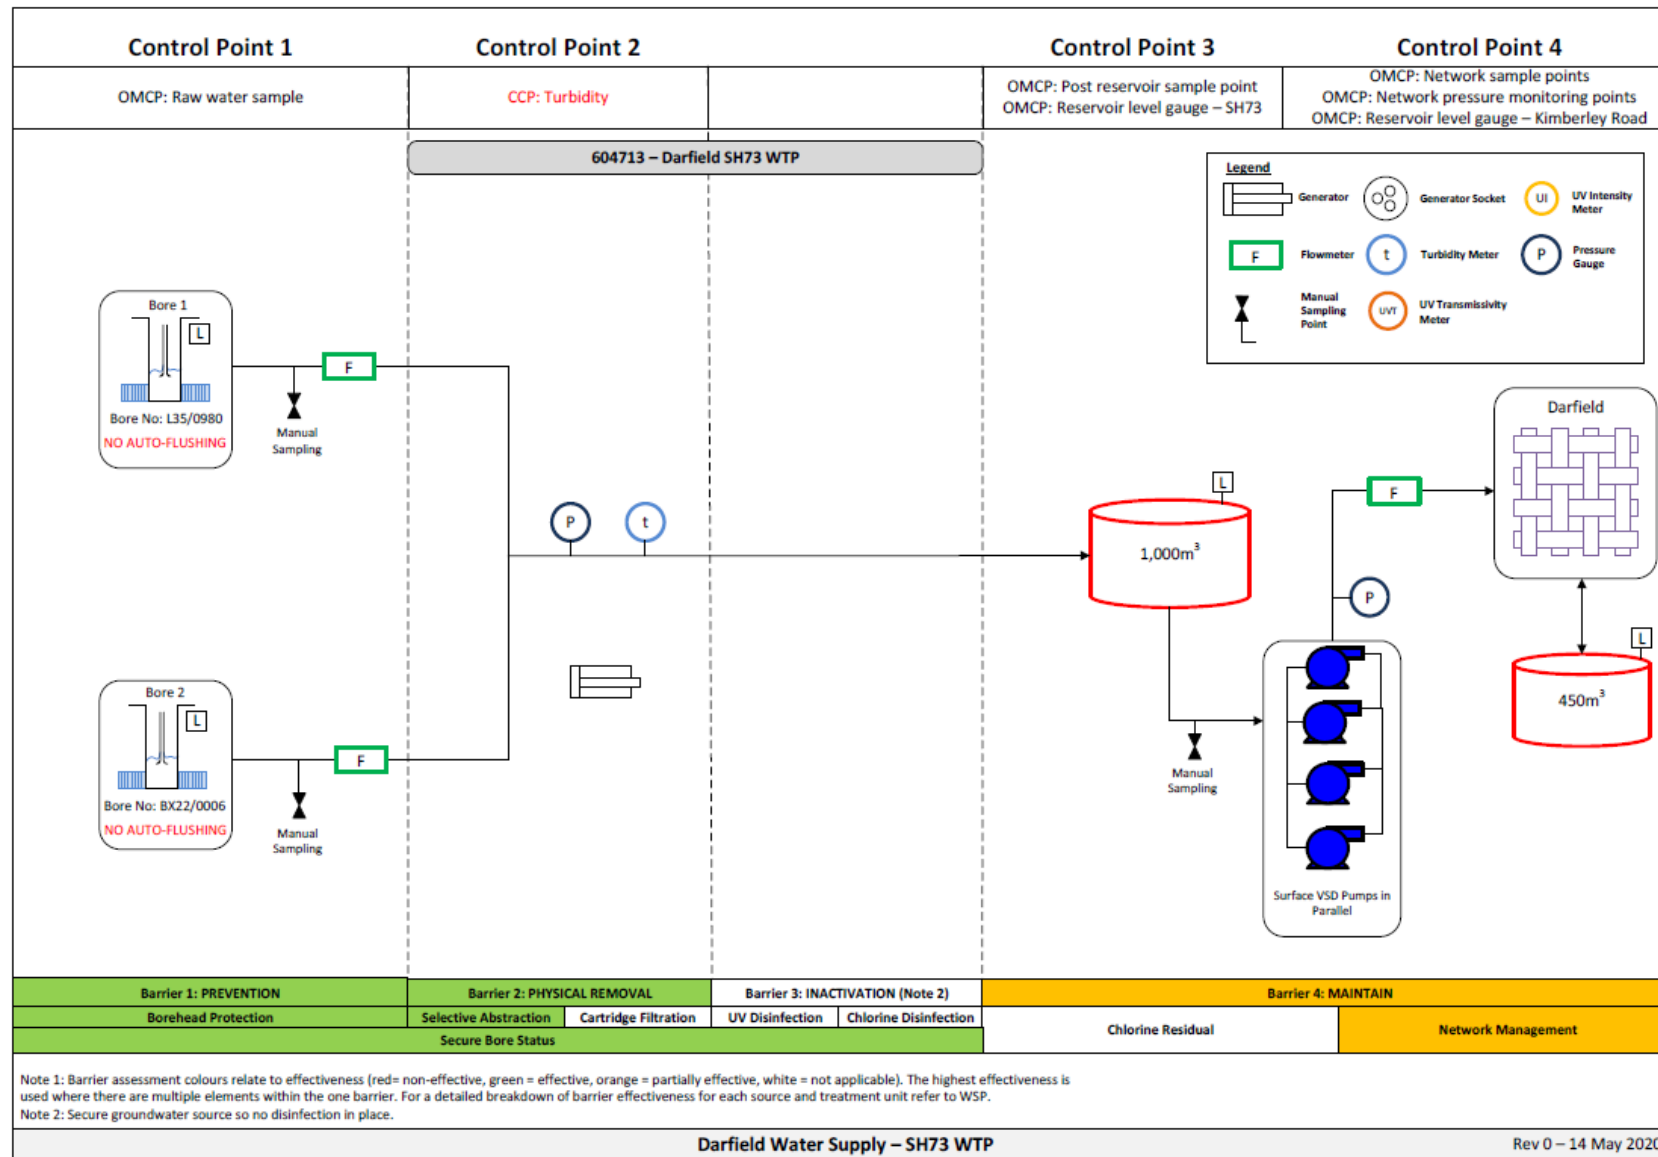 Control Point 1
Control Point 2
Control Point 3
Control Point 4
OMCP: Raw water sample
CCP: Turbidity
OMCP: Post reservoir sample point
OMCP: Reservoir level gauge – SH73
OMCP: Network sample points
OMCP: Network pressure monitoring points
OMCP: Reservoir level gauge – Kimberley Road
604713 – Darfield SH73 WTP
Legend
Generator
Generator Socket
UI
UV Intensity
Meter
F
Flowmeter
t
Turbidity Meter
P
Pressure
Gauge
Manual
Sampling
Point
UVT
UV Transmissivity
Meter
Bore 1
L
Bore No: L35/0980
NO AUTO-FLUSHING
Manual
Sampling
F
P
t
Bore 2
L
Bore No: BX22/0006
NO AUTO-FLUSHING
Manual
Sampling
F
L
1,000m³
Manual
Sampling
P
F
Surface VSD Pumps in
Parallel
Darfield
L
450m³
Barrier 1: PREVENTION
Barrier 2: PHYSICAL REMOVAL
Barrier 3: INACTIVATION (Note 2)
Barrier 4: MAINTAIN
Borehead Protection
Selective Abstraction
Cartridge Filtration
UV Disinfection
Chlorine Disinfection
Chlorine Residual
Network Management
Secure Bore Status
Note 1: Barrier assessment colours relate to effectiveness (red= non-effective, green = effective, orange = partially effective, white = not applicable). The highest effectiveness is
used where there are multiple elements within the one barrier. For a detailed breakdown of barrier effectiveness for each source and treatment unit refer to WSP.
Note 2: Secure groundwater source so no disinfection in place.
Darfield Water Supply – SH73 WTP
Rev 0 – 14 May 2020